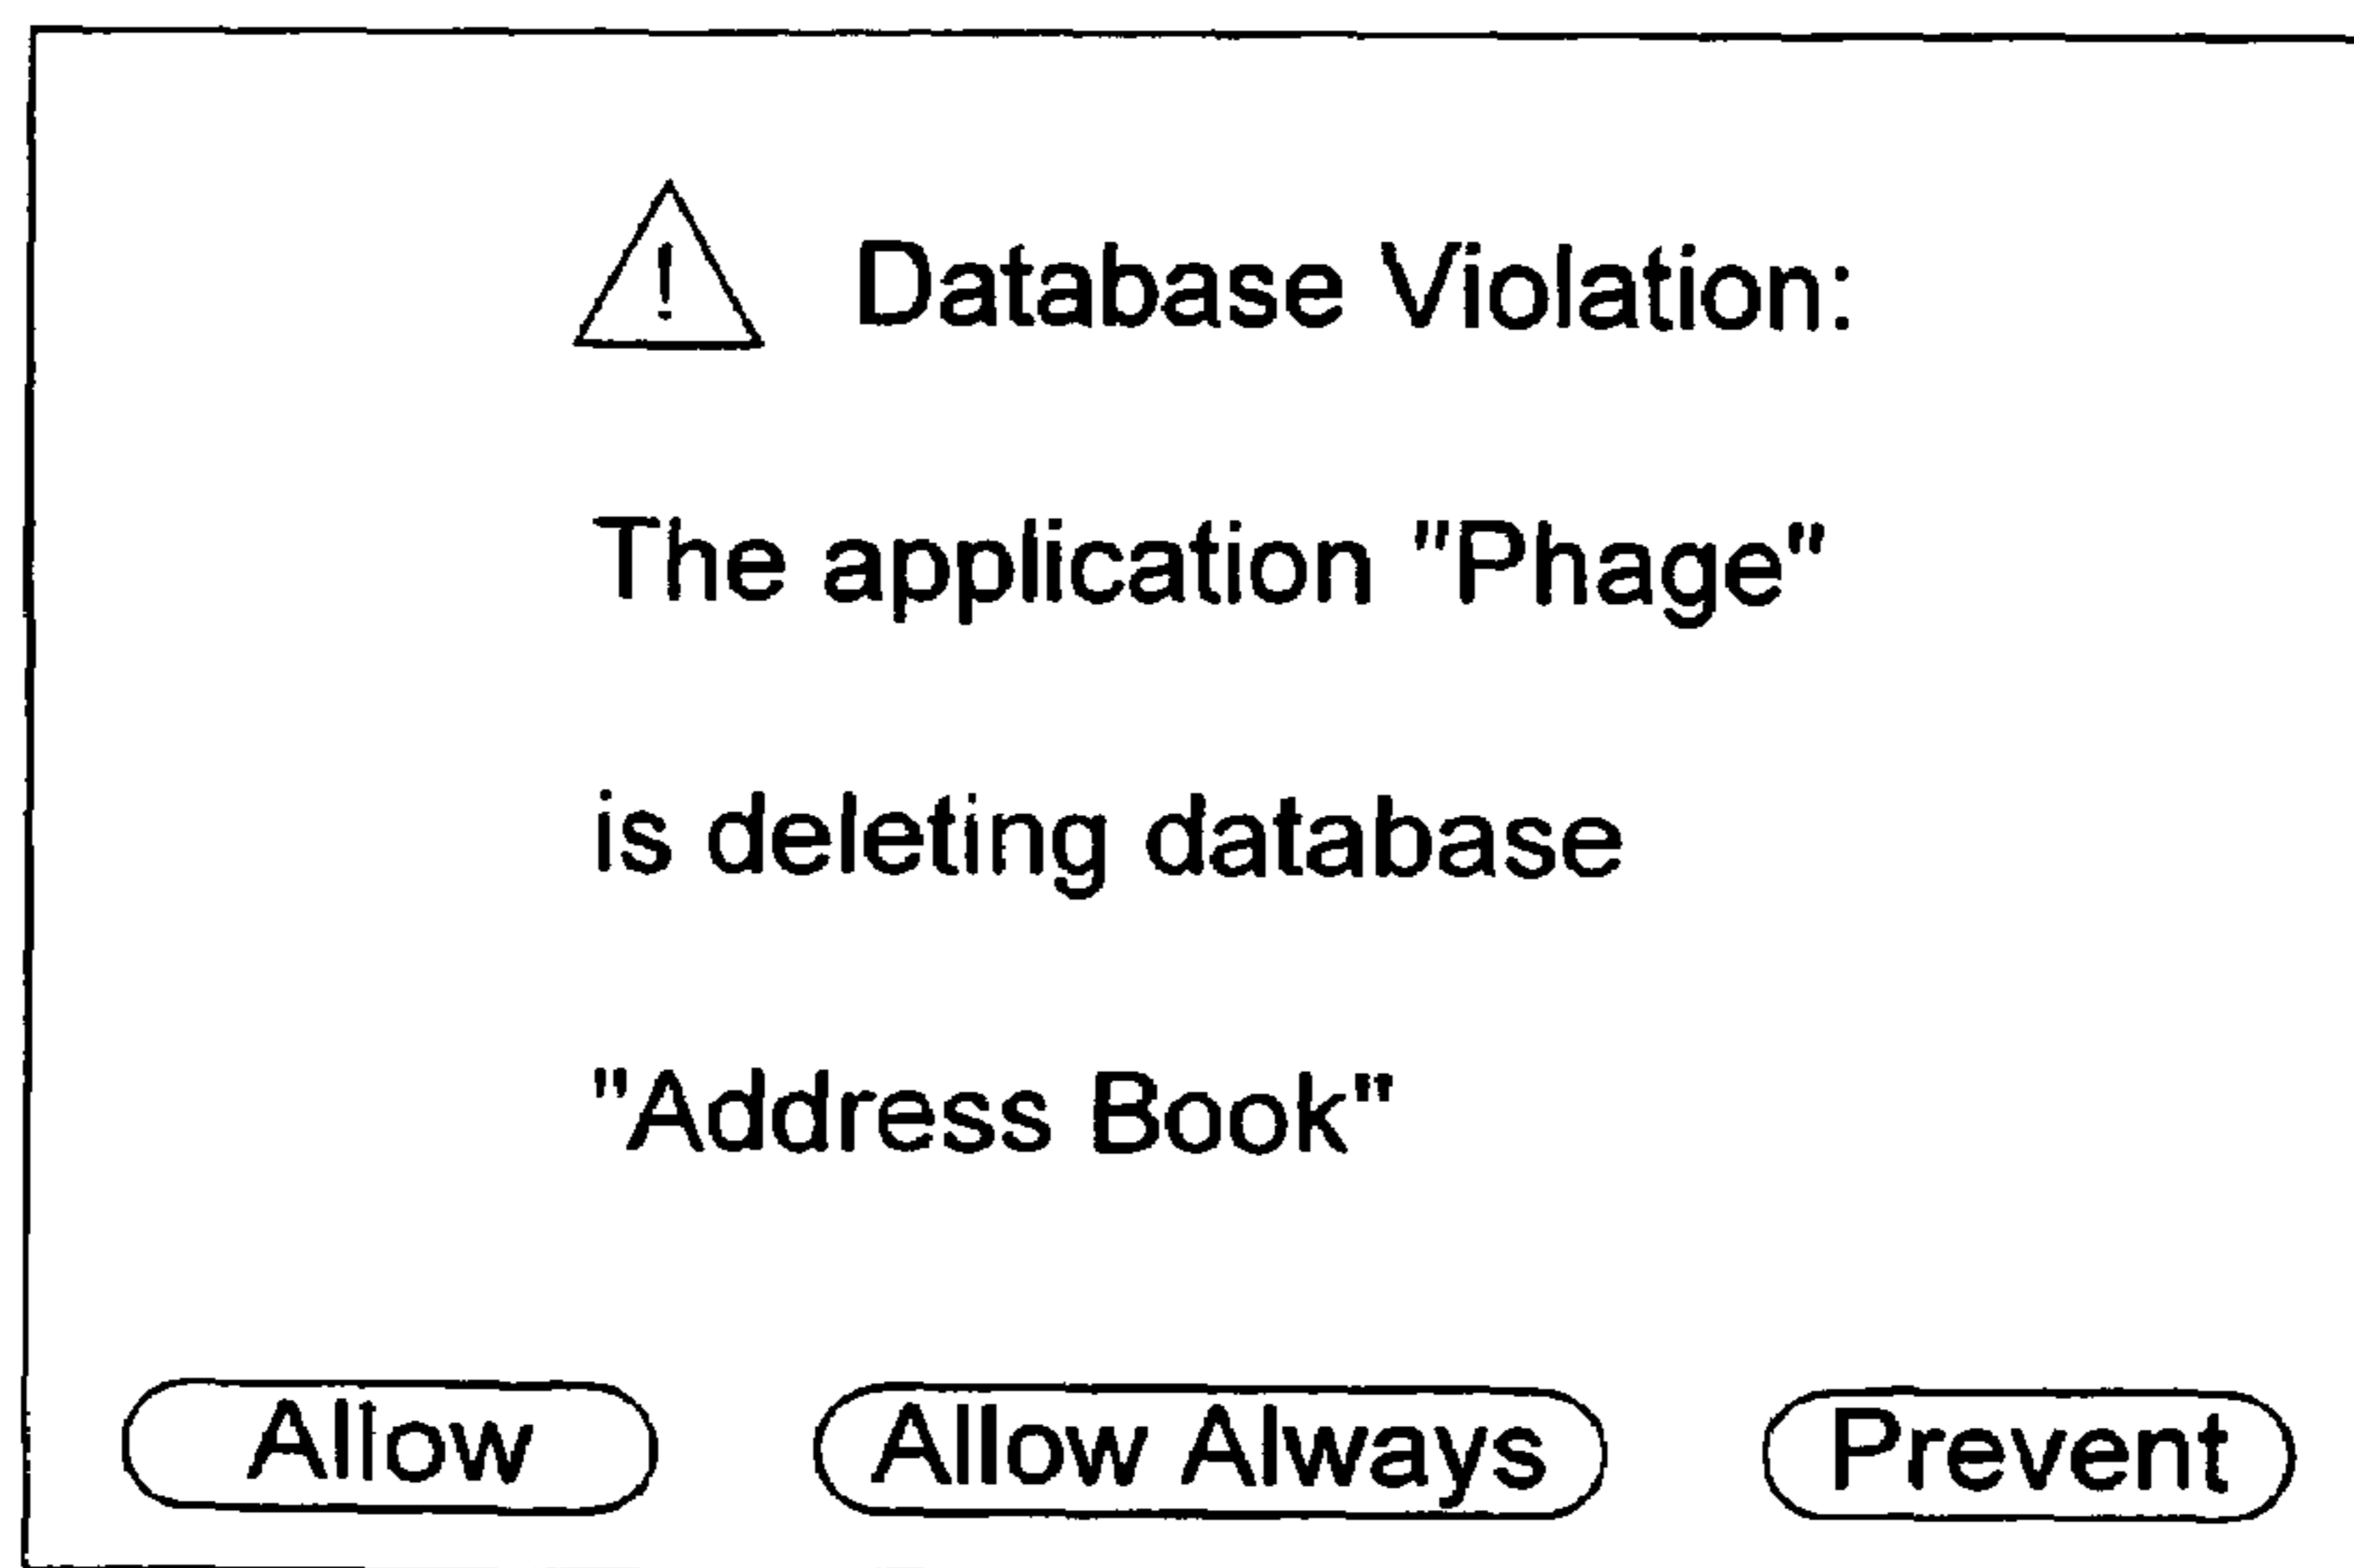 ! Database Violation:
The application "Phage"
is deleting database
"Address Book"
Allow Allow Always Prevent